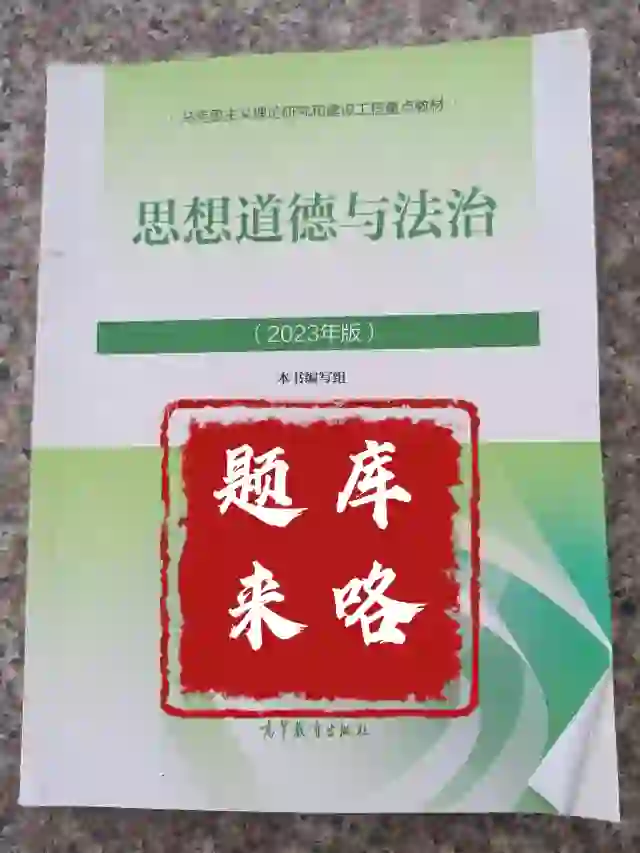 马克思主义理论研究和建设工程重点教材
思想道德与法治
（2023年版）
本书编写组
题库
来咯
高等教育出版社